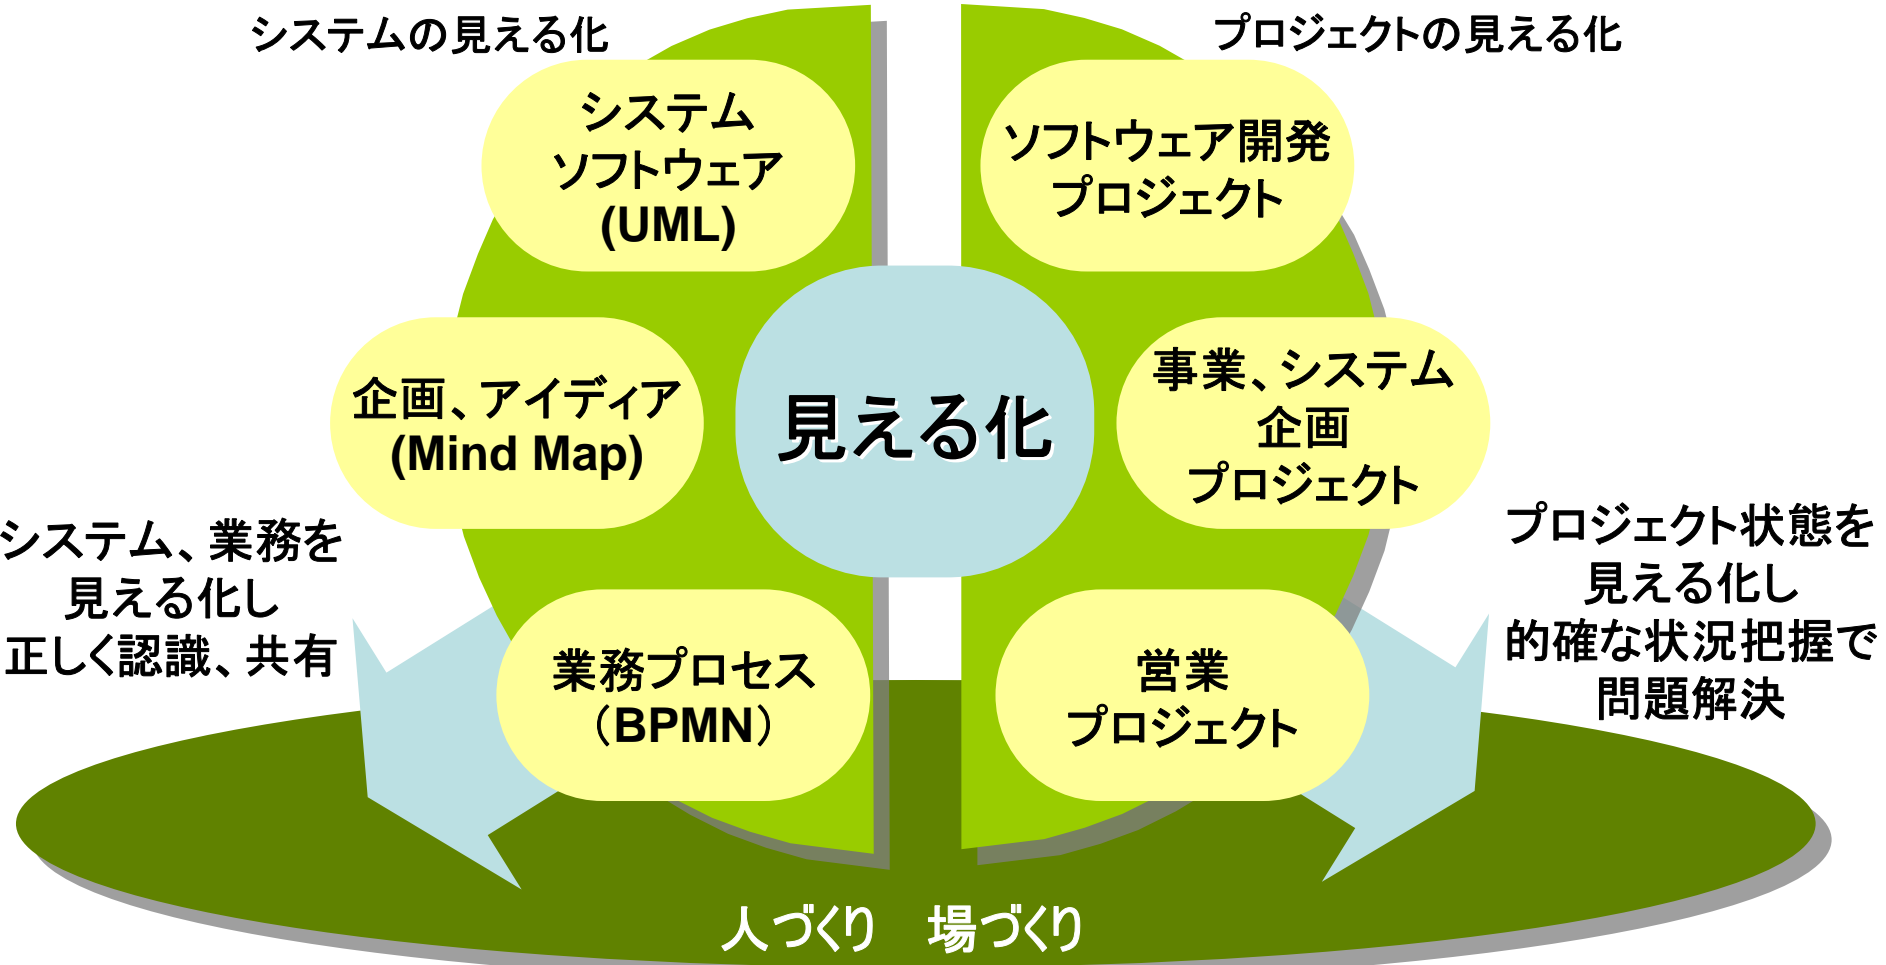 システムの見える化
プロジェクトの見える化
システム
ソフトウェア
(UML)
ソフトウェア開発
プロジェクト
企画、アイディア
(Mind Map)
見える化
事業、システム
企画
プロジェクト
システム、業務を
見える化し
正しく認識、共有
プロジェクト状態を
見える化し
的確な状況把握で
問題解決
業務プロセス
（BPMN）
営業
プロジェクト
人づくり　場づくり